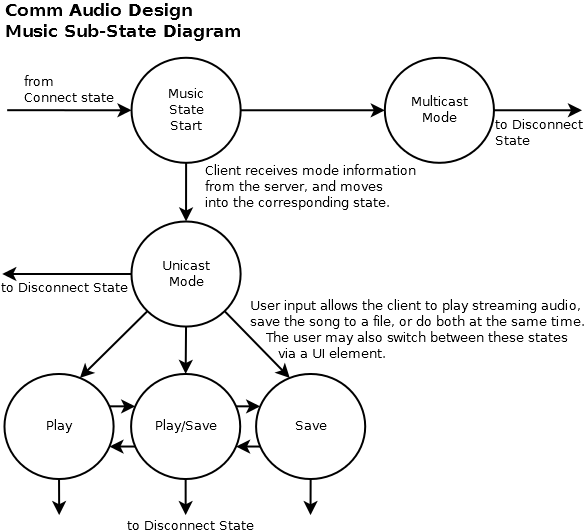 Comm Audio Design
Music Sub-State Diagram
from
Connect state
Music
State
Start
Multicast
Mode
to Disconnect
State
Client receives mode information
from the server, and moves
into the corresponding state.
Unicast
Mode
to Disconnect State
User input allows the client to play streaming audio,
save the song to a file, or do both at the same time.
The user may also switch between these states
via a UI element.
Play
Play/Save
Save
to Disconnect State